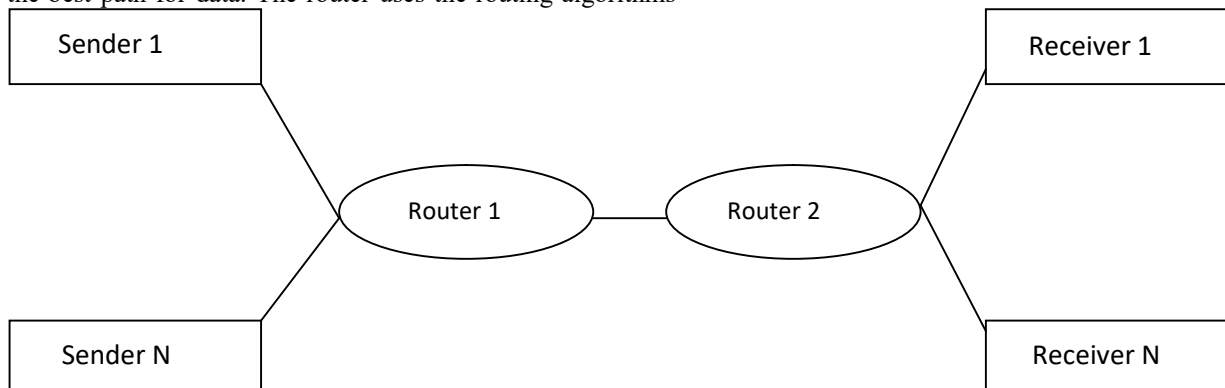 the best path for data. The router uses the routing algorithms
Sender 1
Receiver 1
Router 1
Router 2
Sender N
Receiver N